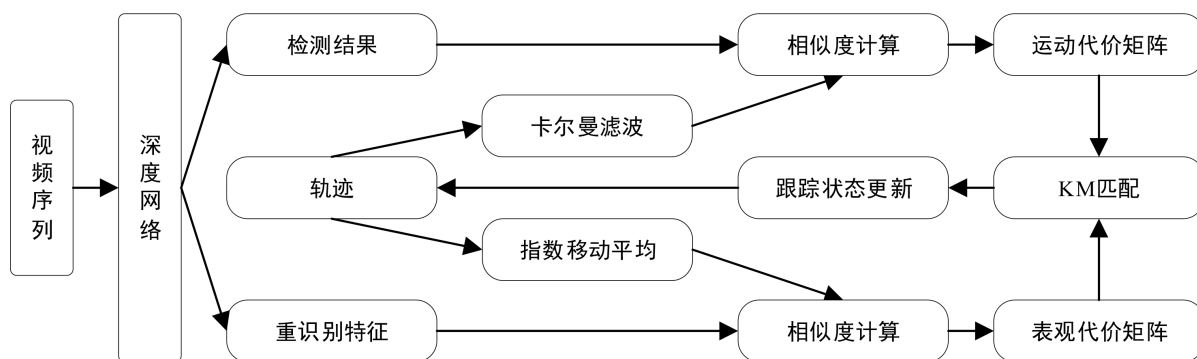 检测结果
相似度计算
运动代价矩阵
卡尔曼滤波
视频序列
深度网络
轨迹
跟踪状态更新
KM匹配
指数移动平均
重识别特征
相似度计算
表观代价矩阵